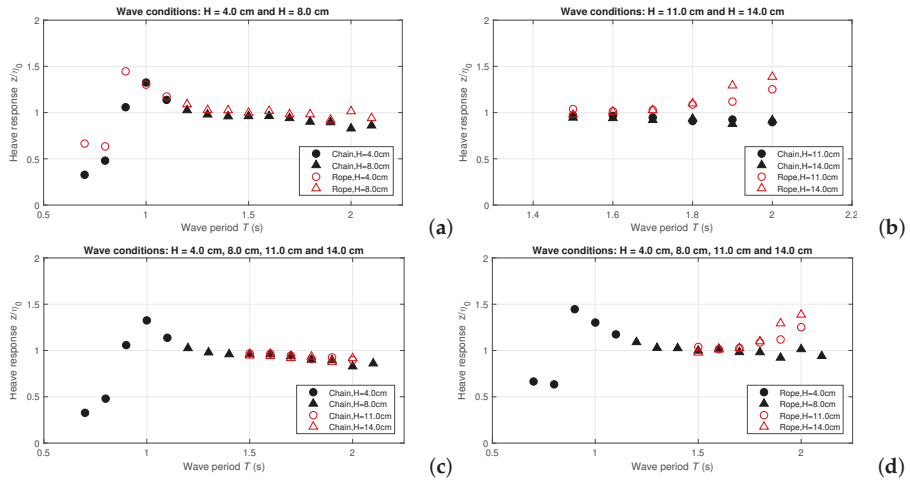 Wave conditions: H = 4.0 cm and H = 8.0 cm
Heave response z/η0
2
1.5
1
0.5
0
0.5
1
1.5
2
Wave period T (s)
Chain,H=4.0cm
Chain,H=8.0cm
Rope,H=4.0cm
Rope,H=8.0cm
(a)
Wave conditions: H = 11.0 cm and H = 14.0 cm
Heave response z/η0
2
1.5
1
0.5
0
1.4
1.6
1.8
2
2.2
Wave period T (s)
Chain,H=11.0cm
Chain,H=14.0cm
Rope,H=11.0cm
Rope,H=14.0cm
(b)
Wave conditions: H = 4.0 cm, 8.0 cm, 11.0 cm and 14.0 cm
Heave response z/η0
2
1.5
1
0.5
0
0.5
1
1.5
2
Wave period T (s)
Chain,H=4.0cm
Chain,H=8.0cm
Chain,H=11.0cm
Chain,H=14.0cm
(c)
Wave conditions: H = 4.0 cm, 8.0 cm, 11.0 cm and 14.0 cm
Heave response z/η0
2
1.5
1
0.5
0
0.5
1
1.5
2
Wave period T (s)
Rope,H=4.0cm
Rope,H=8.0cm
Rope,H=11.0cm
Rope,H=14.0cm
(d)